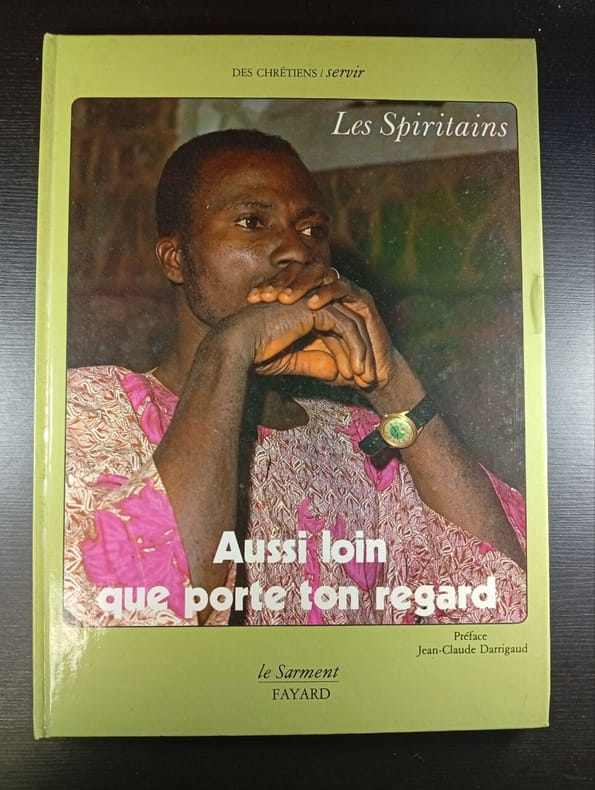 DES CHRÉTIENS / servir
Les Spiritains
Aussi loin
que porte ton regard
Préface
Jean-Claude Darrigaud
le Sarment
FAYARD